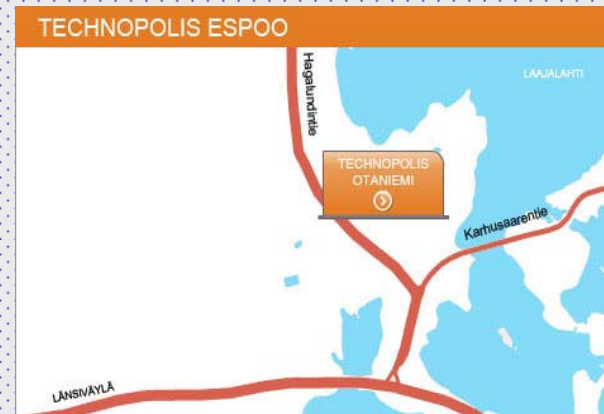 TECHNOPOLIS ESPOO
Hagalundintie
LAAJALAHTI
TECHNOPOLIS
OTANIEMI
Karhusaarentie
LÄNSIVÄYLÄ